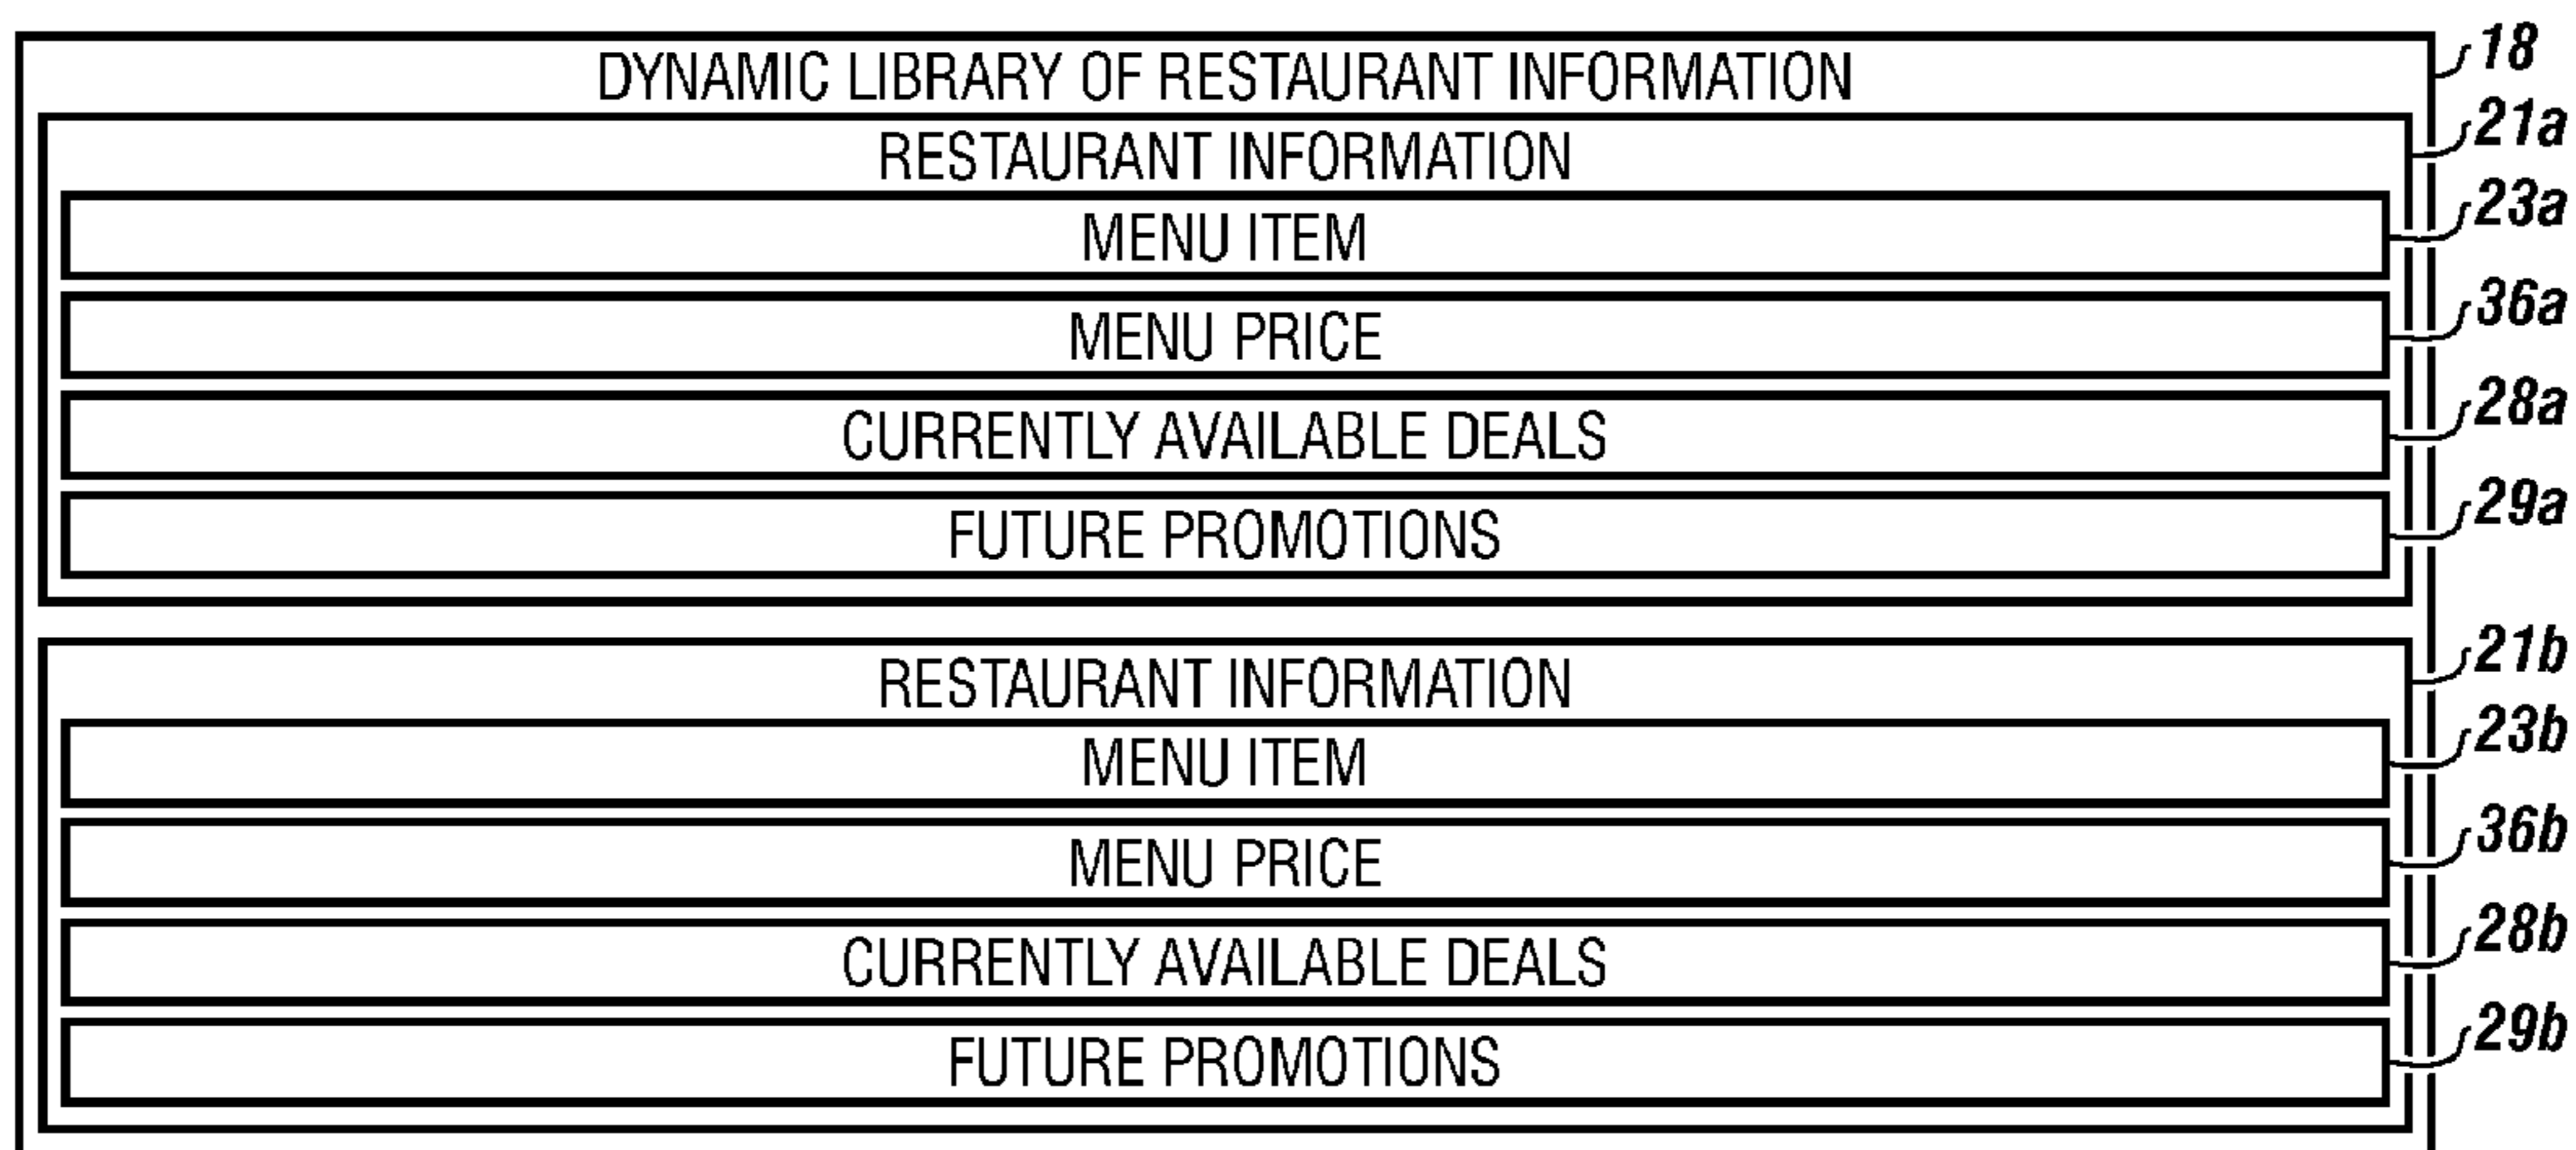 DYNAMIC LIBRARY OF RESTAURANT INFORMATION 18
RESTAURANT INFORMATION 21a
MENU ITEM 23a
MENU PRICE 36a
CURRENTLY AVAILABLE DEALS 28a
FUTURE PROMOTIONS 29a
RESTAURANT INFORMATION 21b
MENU ITEM 23b
MENU PRICE 36b
CURRENTLY AVAILABLE DEALS 28b
FUTURE PROMOTIONS 29b